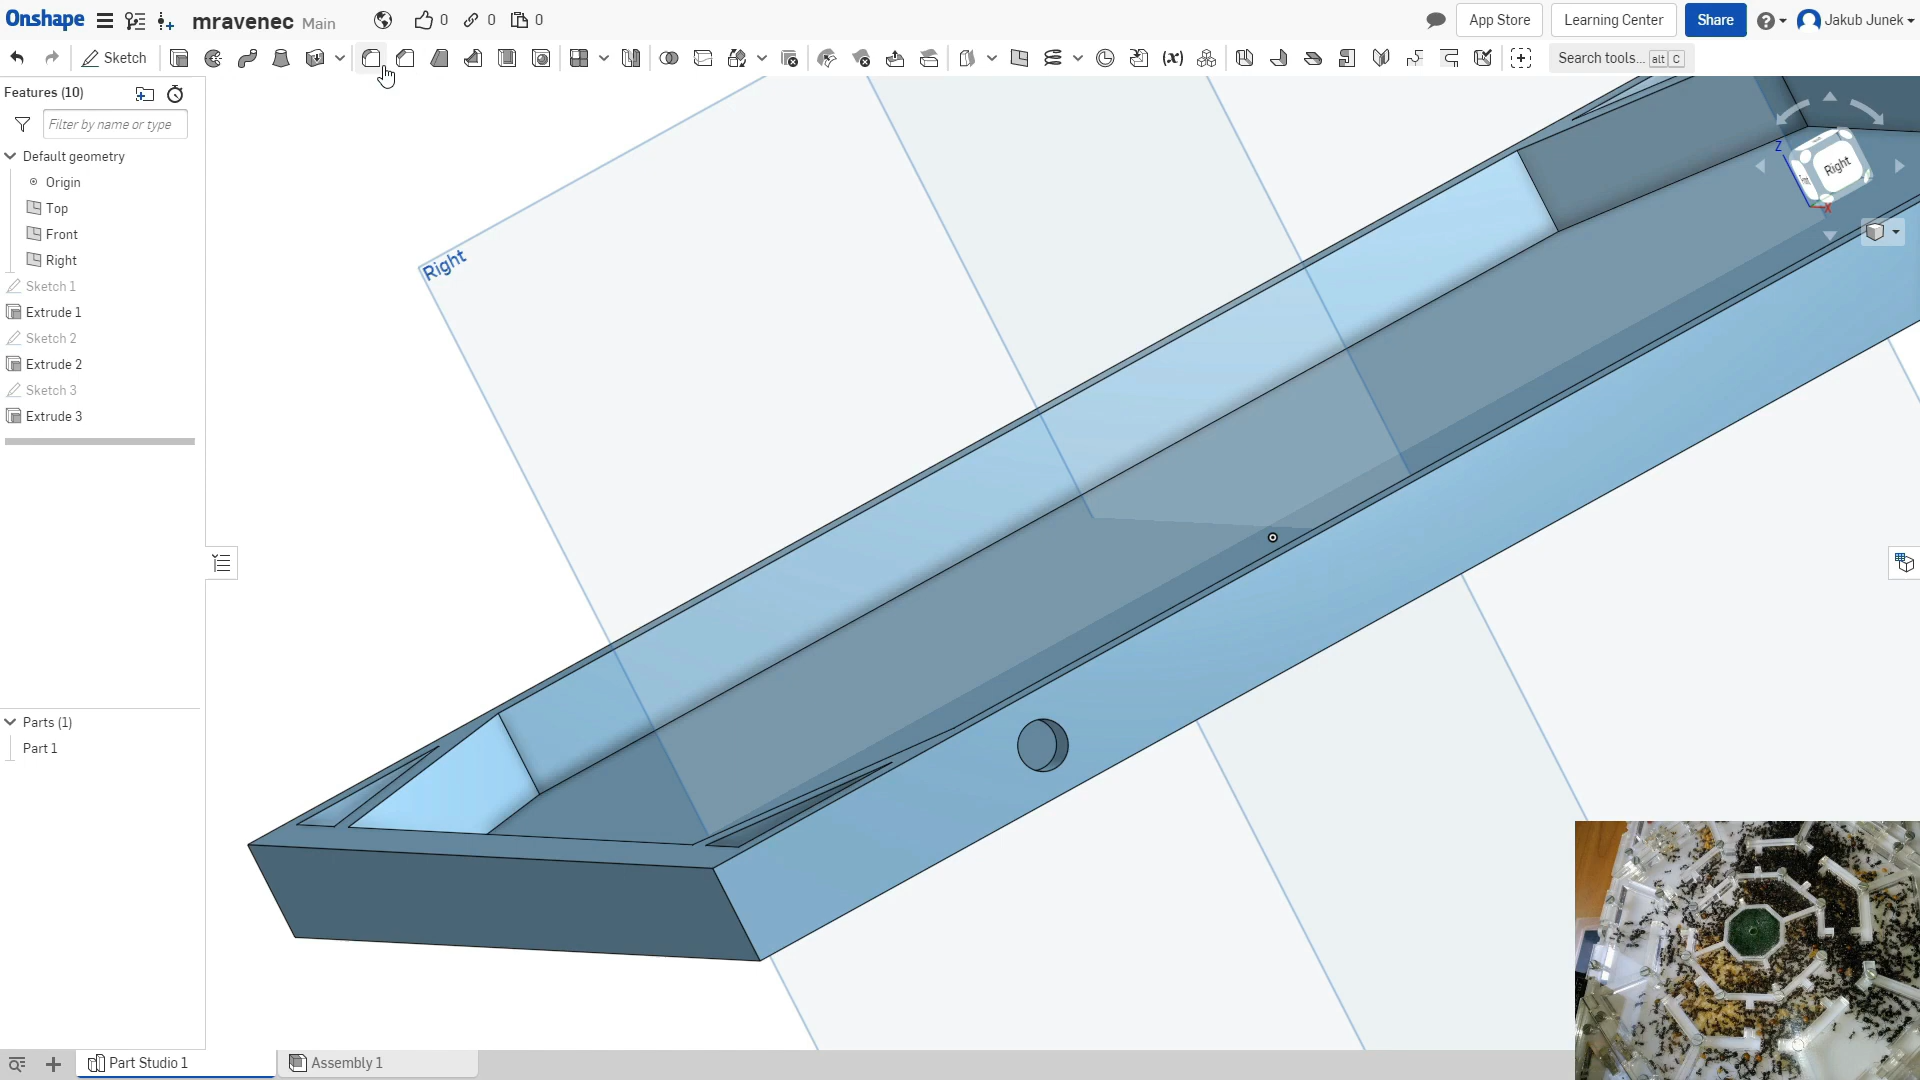 Onshape
mravenec Main
0
0
0
App Store
Learning Center
Share
Jakub Junek
Sketch
Search tools... alt C
Features (10)
Filter by name or type
Default geometry
Origin
Top
Front
Right
Sketch 1
Extrude 1
Sketch 2
Extrude 2
Sketch 3
Extrude 3
Parts (1)
Part 1
Right
Z
Right
X
Part Studio 1
Assembly 1